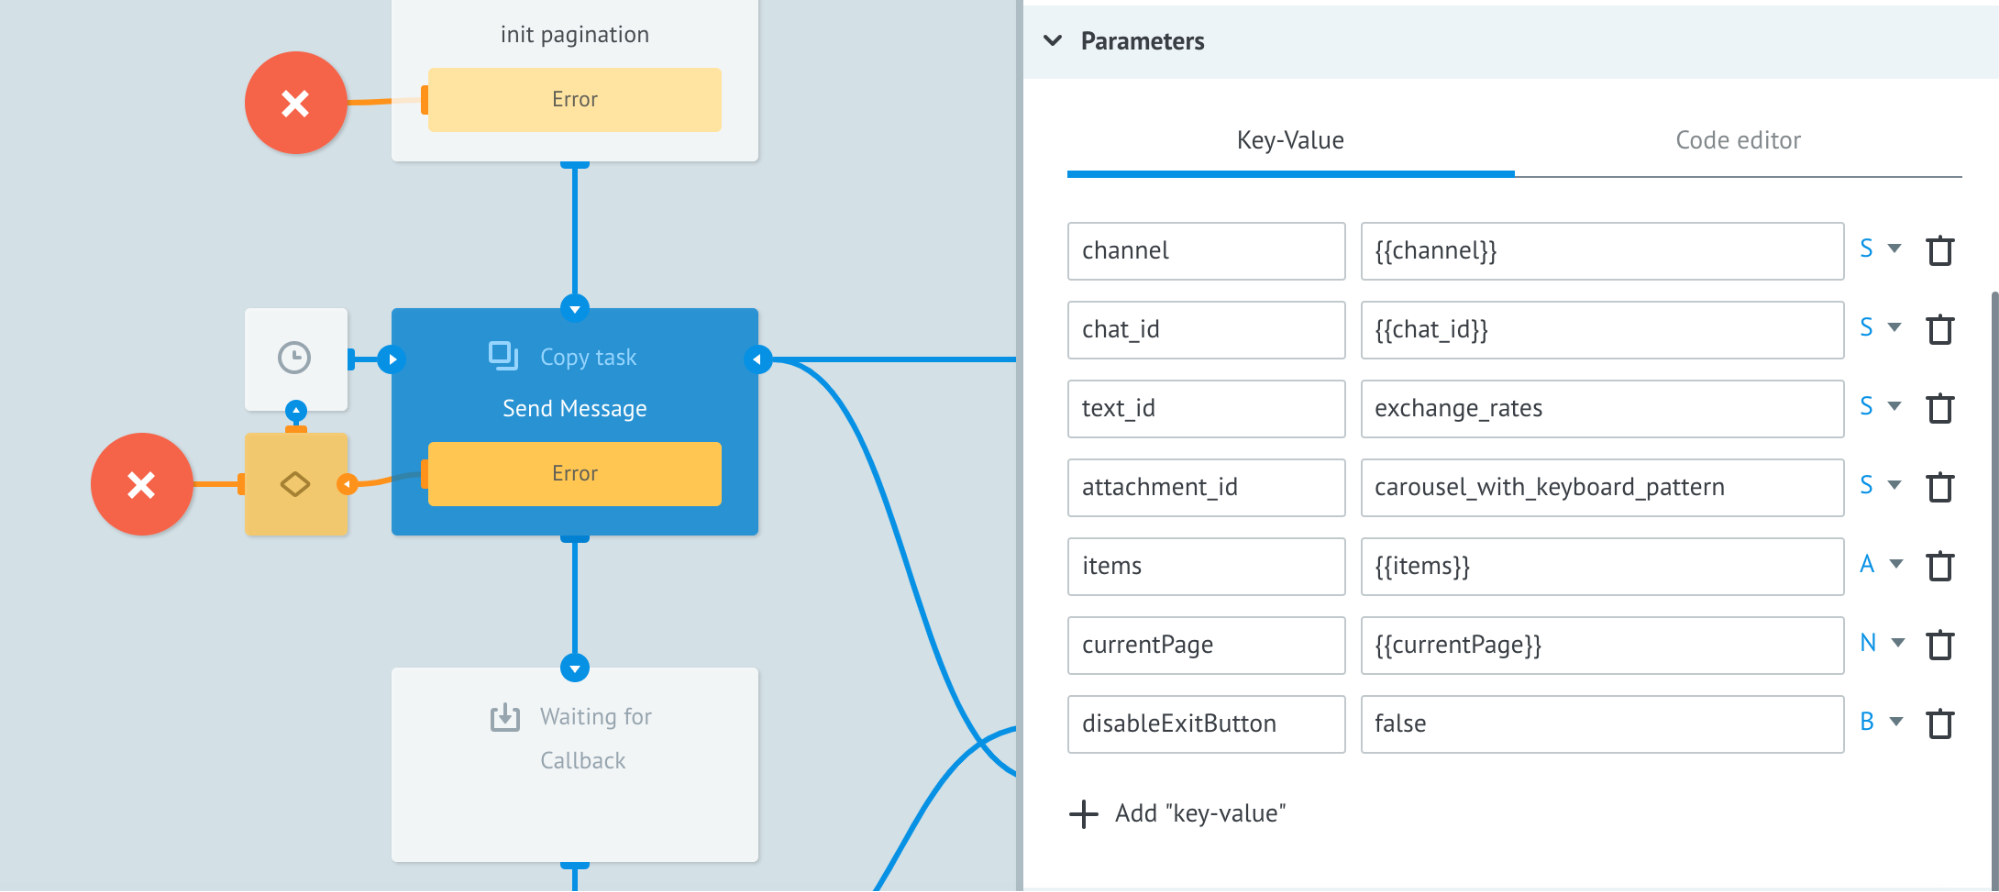 init pagination
Error
Copy task
Send Message
Error
Waiting for
Callback
Parameters
Key-Value
Code editor
channel {{channel}} S
chat_id {{chat_id}} S
text_id exchange_rates S
attachment_id carousel_with_keyboard_pattern S
items {{items}} A
currentPage {{currentPage}} N
disableExitButton false B
Add "key-value"